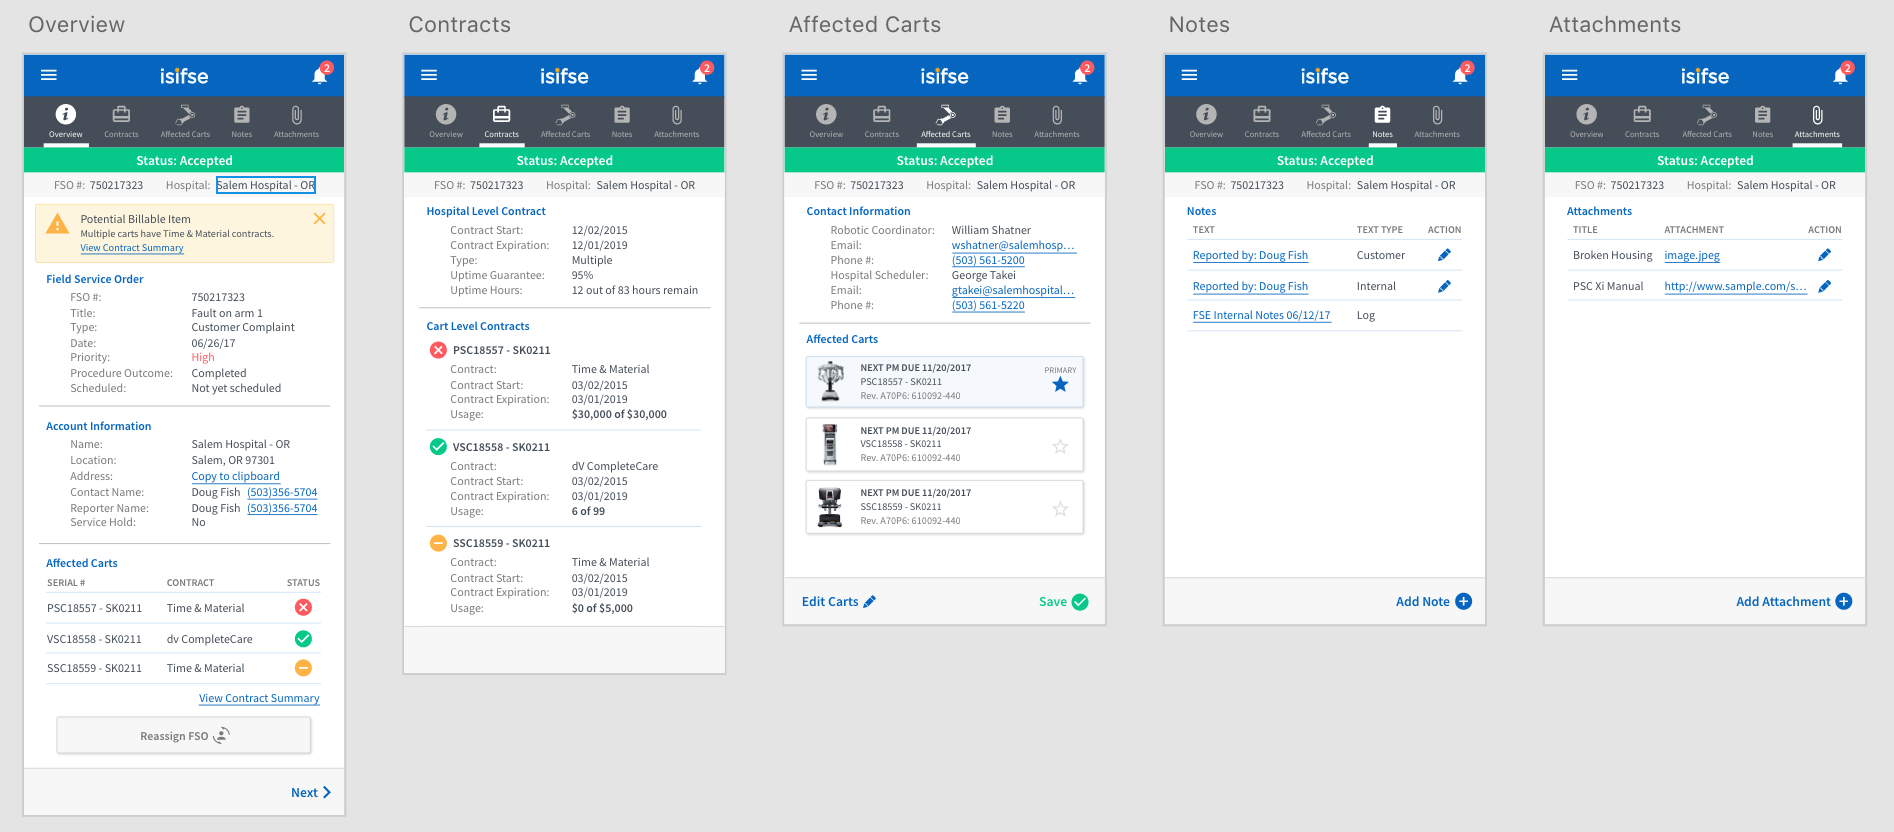 Overview
isifse
2
Overview Contracts Affected Carts Notes Attachments
Status: Accepted
FSO #: 750217323 Hospital: Salem Hospital - OR
Potential Billable Item
Multiple carts have Time & Material contracts.
View Contract Summary
Field Service Order
FSO #: 750217323
Title: Fault on arm 1
Type: Customer Complaint
Date: 06/26/17
Priority: High
Procedure Outcome: Completed
Scheduled: Not yet scheduled
Account Information
Name: Salem Hospital - OR
Location: Salem, OR 97301
Address: Copy to clipboard
Contact Name: Doug Fish (503)356-5704
Reporter Name: Doug Fish (503)356-5704
Service Hold: No
Affected Carts
SERIAL # CONTRACT STATUS
PSC18557 - SK0211 Time & Material
VSC18558 - SK0211 dv CompleteCare
SSC18559 - SK0211 Time & Material
View Contract Summary
Reassign FSO
Next
Contracts
isifse
2
Overview Contracts Affected Carts Notes Attachments
Status: Accepted
FSO #: 750217323 Hospital: Salem Hospital - OR
Hospital Level Contract
Contract Start: 12/02/2015
Contract Expiration: 12/01/2019
Type: Multiple
Uptime Guarantee: 95%
Uptime Hours: 12 out of 83 hours remain
Cart Level Contracts
PSC18557 - SK0211
Contract: Time & Material
Contract Start: 03/02/2015
Contract Expiration: 03/01/2019
Usage: $30,000 of $30,000
VSC18558 - SK0211
Contract: dV CompleteCare
Contract Start: 03/02/2015
Contract Expiration: 03/01/2019
Usage: 6 of 99
SSC18559 - SK0211
Contract: Time & Material
Contract Start: 03/02/2015
Contract Expiration: 03/01/2019
Usage: $0 of $5,000
Affected Carts
isifse
2
Overview Contracts Affected Carts Notes Attachments
Status: Accepted
FSO #: 750217323 Hospital: Salem Hospital - OR
Contact Information
Robotic Coordinator: William Shatner
Email: wshatner@salemhosp...
Phone #: (503) 561-5200
Hospital Scheduler: George Takei
Email: gtakei@salemhospital...
Phone #: (503) 561-5220
Affected Carts
NEXT PM DUE 11/20/2017
PSC18557 - SK0211
Rev. A70P6: 610092-440
PRIMARY
NEXT PM DUE 11/20/2017
VSC18558 - SK0211
Rev. A70P6: 610092-440
NEXT PM DUE 11/20/2017
SSC18559 - SK0211
Rev. A70P6: 610092-440
Edit Carts Save
Notes
isifse
2
Overview Contracts Affected Carts Notes Attachments
Status: Accepted
FSO #: 750217323 Hospital: Salem Hospital - OR
Notes
TEXT TEXT TYPE ACTION
Reported by: Doug Fish Customer
Reported by: Doug Fish Internal
FSE Internal Notes 06/12/17 Log
Add Note
Attachments
isifse
2
Overview Contracts Affected Carts Notes Attachments
Status: Accepted
FSO #: 750217323 Hospital: Salem Hospital - OR
Attachments
TITLE ATTACHMENT ACTION
Broken Housing image.jpeg
PSC Xi Manual http://www.sample.com/s...
Add Attachment